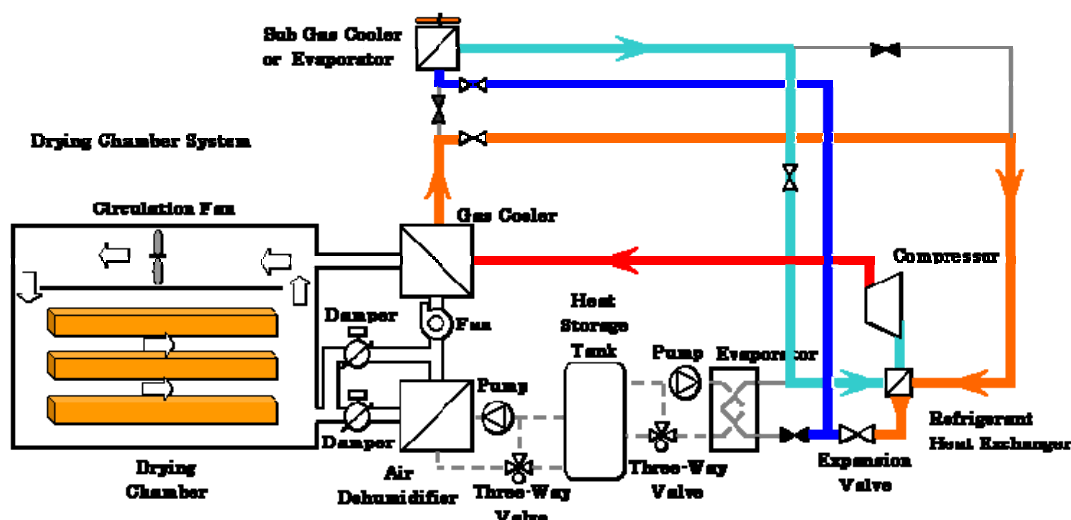 Sub Gas Cooler
or Evaporator
Drying Chamber System
Circulation Fan
Gas Cooler
Compressor
Heat
Storage
Tank
Damper
Fan
Pump
Evaporator
Pump
Refrigerant
Heat Exchanger
Damper
Expansion
Valve
Drying
Chamber
Air
Dehumidifier
Three-Way
Valve
Three-Way
Valve